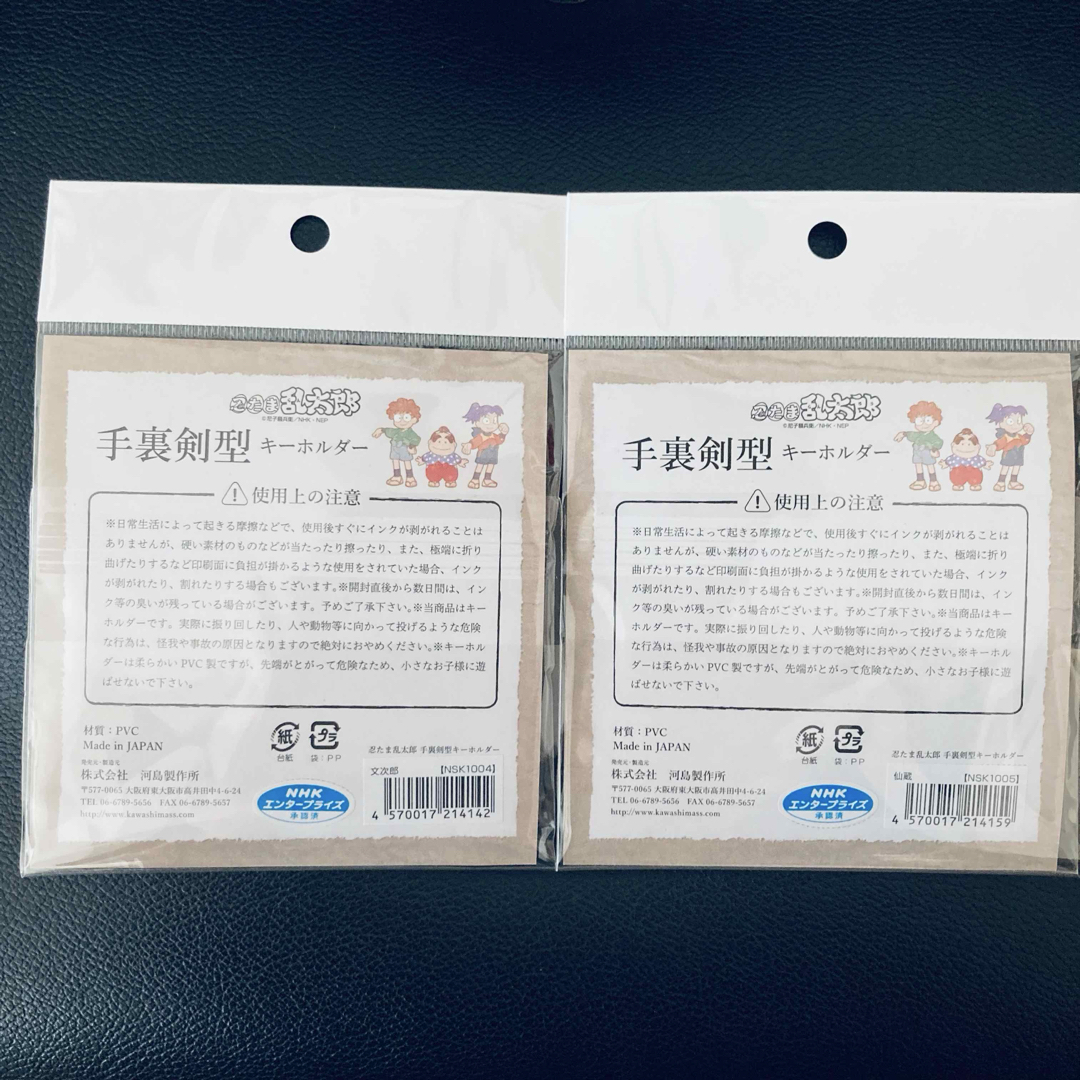 忍たま乱太郎
©尼子騒兵衛／NHK・NEP
手裏剣型 キーホルダー
使用上の注意
※日常生活によって起きる摩擦などで、使用後すぐにインクが剥がれることは
ありませんが、硬い素材のものなどが当たったり擦ったり、また、極端に折り
曲げたりするなど印刷面に負担が掛かるような使用をされていた場合、インク
が剥がれたり、割れたりする場合もございます。※開封直後から数日間は、イン
ク等の臭いが残っている場合がございます。予めご了承下さい。※当商品はキー
ホルダーです。実際に振り回したり、人や動物等に向かって投げるような危険
な行為は、怪我や事故の原因となりますので絶対におやめください。※キーホル
ダーは柔らかいPVC製ですが、先端がとがって危険なため、小さなお子様に遊
ばせないで下さい。
材質：PVC
Made in JAPAN
紙
台紙
プラ
袋：PP
発売元・製造元
株式会社 河島製作所
〒577-0065 大阪府東大阪市高井田中4-6-24
TEL 06-6789-5656 FAX 06-6789-5657
http://www.kawashimass.com
NHK
エンタープライズ
承認済
忍たま乱太郎 手裏剣型キーホルダー
文次郎 【NSK1004】
4 570017 214142
忍たま乱太郎
©尼子騒兵衛／NHK・NEP
手裏剣型 キーホルダー
使用上の注意
※日常生活によって起きる摩擦などで、使用後すぐにインクが剥がれることは
ありませんが、硬い素材のものなどが当たったり擦ったり、また、極端に折り
曲げたりするなど印刷面に負担が掛かるような使用をされていた場合、インク
が剥がれたり、割れたりする場合もございます。※開封直後から数日間は、イン
ク等の臭いが残っている場合がございます。予めご了承下さい。※当商品はキー
ホルダーです。実際に振り回したり、人や動物等に向かって投げるような危険
な行為は、怪我や事故の原因となりますので絶対におやめください。※キーホル
ダーは柔らかいPVC製ですが、先端がとがって危険なため、小さなお子様に遊
ばせないで下さい。
材質：PVC
Made in JAPAN
紙
台紙
プラ
袋：PP
発売元・製造元
株式会社 河島製作所
〒577-0065 大阪府東大阪市高井田中4-6-24
TEL 06-6789-5656 FAX 06-6789-5657
http://www.kawashimass.com
NHK
エンタープライズ
承認済
忍たま乱太郎 手裏剣型キーホルダー
仙蔵 【NSK1005】
4 570017 214159